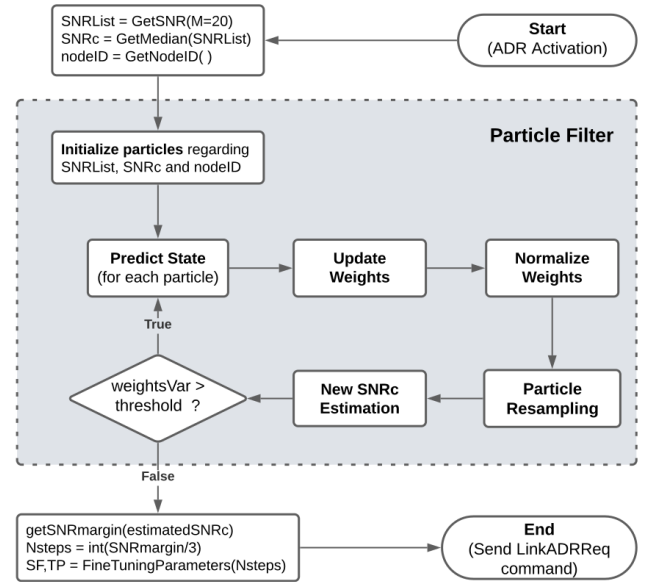 Start
(ADR Activation)
SNRList = GetSNR(M=20)
SNRc = GetMedian(SNRList)
nodeID = GetNodeID( )
Particle Filter
Initialize particles regarding
SNRList, SNRc and nodeID
Predict State
(for each particle)
Update
Weights
Normalize
Weights
Particle
Resampling
New SNRc
Estimation
weightsVar >
threshold ?
True
False
getSNRmargin(estimatedSNRc)
Nsteps = int(SNRmargin/3)
SF,TP = FineTuningParameters(Nsteps)
End
(Send LinkADRReq
command)